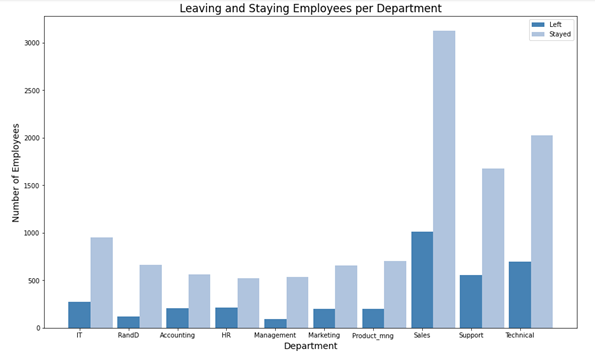 Leaving and Staying Employees per Department
Left
Stayed
Number of Employees
3000
2500
2000
1500
1000
500
0
IT RandD Accounting HR Management Marketing Product_mng Sales Support Technical
Department